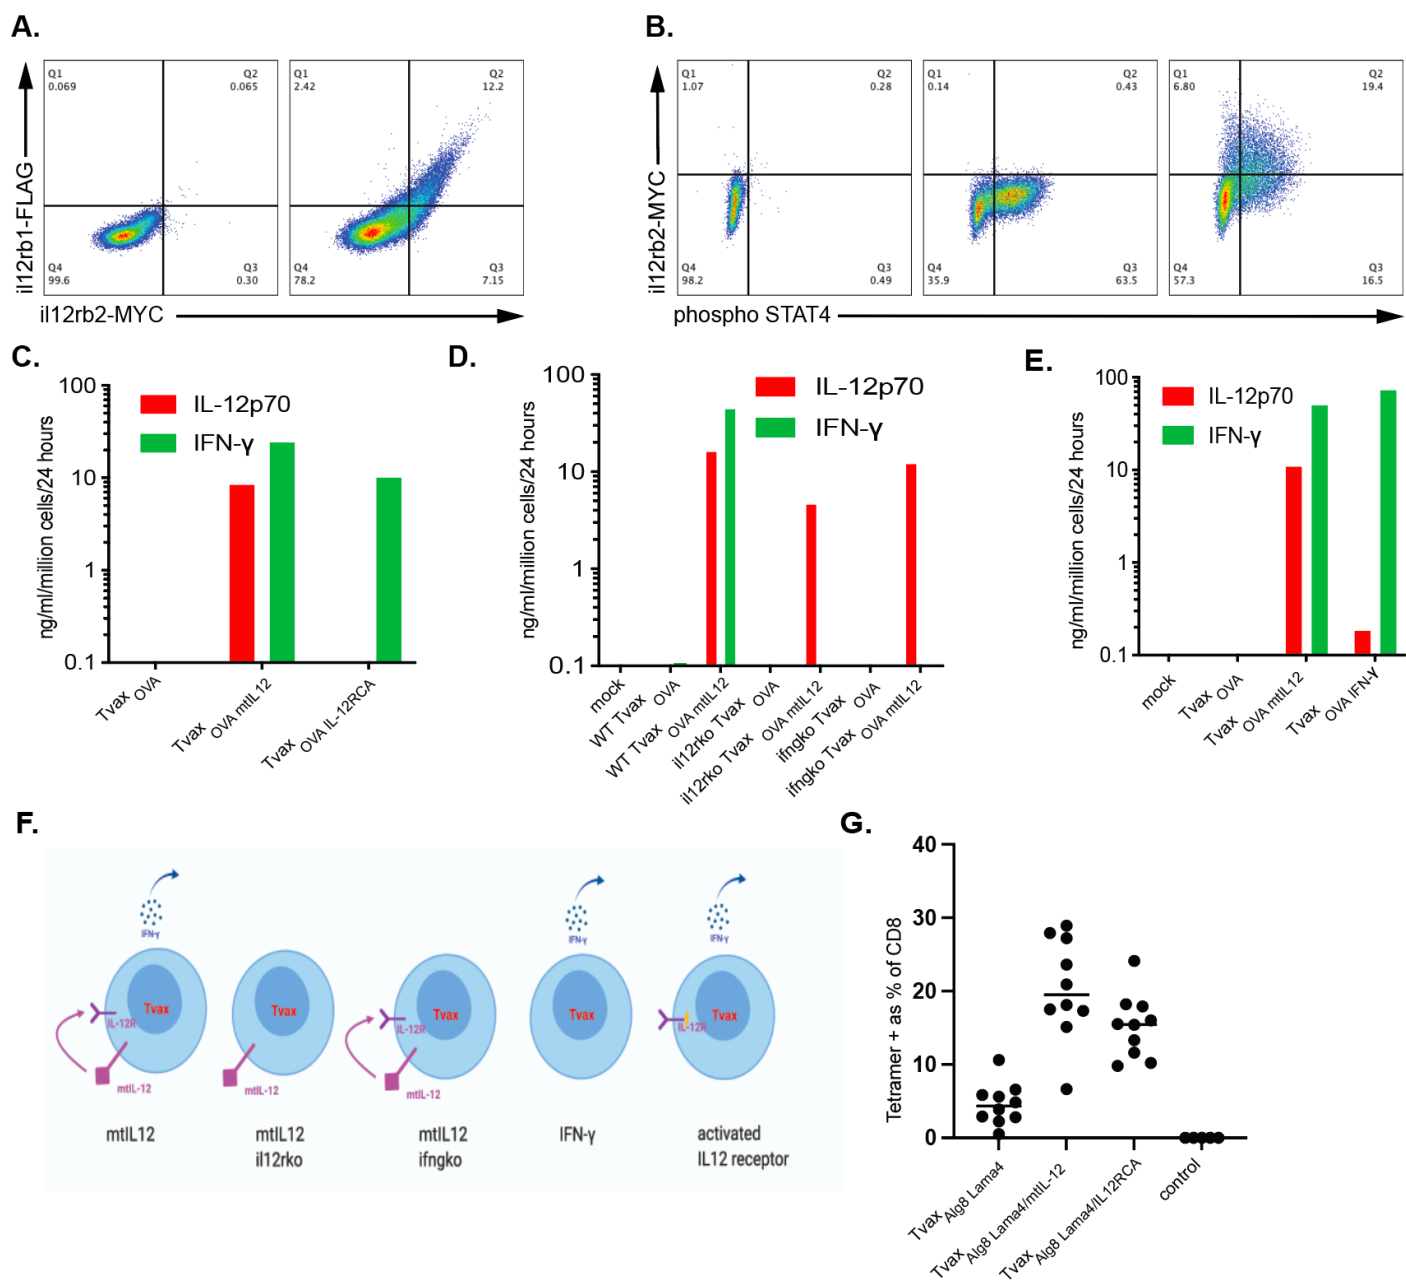 A.
Q1
0.069
Q2
0.065
Q4
99.6
Q3
0.30
Q1
2.42
Q2
12.2
Q4
78.2
Q3
7.15
il12rb1-FLAG
il12rb2-MYC
B.
Q1
1.07
Q2
0.28
Q4
98.2
Q3
0.49
Q1
0.14
Q2
0.43
Q4
35.9
Q3
63.5
Q1
6.80
Q2
19.4
Q4
57.3
Q3
16.5
il12rb2-MYC
phospho STAT4
C.
ng/ml/million cells/24 hours
100
10
1
0.1
IL-12p70
IFN-γ
Tvax OVA
Tvax OVA mtIL12
Tvax OVA IL-12RCA
D.
ng/ml/million cells/24 hours
100
10
1
0.1
IL-12p70
IFN-γ
mock
WT Tvax OVA
WT Tvax OVA mtIL12
il12rko Tvax OVA
il12rko Tvax OVA mtIL12
ifngko Tvax OVA
ifngko Tvax OVA mtIL12
E.
ng/ml/million cells/24 hours
100
10
1
0.1
IL-12p70
IFN-γ
mock
Tvax OVA
Tvax OVA mtIL12
Tvax OVA IFN-γ
F.
IFN-γ
Tvax
IL-12R
mtIL-12
mtIL12
Tvax
mtIL-12
mtIL12
il12rko
Tvax
IL-12R
mtIL-12
mtIL12
ifngko
IFN-γ
Tvax
IFN-γ
IFN-γ
Tvax
IL-12R
activated
IL12 receptor
G.
Tetramer + as % of CD8
40
30
20
10
0
Tvax Alg8 Lama4
Tvax Alg8 Lama4/mtIL-12
Tvax Alg8 Lama4/IL12RCA
control